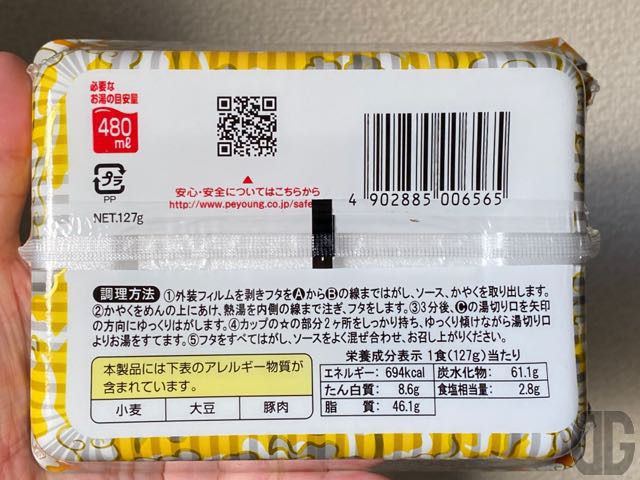 必要な
お湯の目安量
480
mℓ
プラ
PP
NET.127g
安心・安全についてはこちらから
http://www.peyoung.co.jp/safe
4 902885 006565
調理方法 ①外装フィルムを剥きフタをⒶからⒷの線まではがし、ソース、かやくを取り出します。
②かやくをめんの上にあけ、熱湯を内側の線まで注ぎ、フタをします。③3分後、Ⓒの湯切り口を矢印
の方向にゆっくりはがします。④カップの☆の部分2ヶ所をしっかり持ち、ゆっくり傾けながら湯切り口
よりお湯をすてます。⑤フタをすべてはがし、ソースをよく混ぜ合わせ、お召し上がりください。
本製品には下表のアレルギー物質が
含まれています。
小麦 大豆 豚肉
栄養成分表示 1食(127g)当たり
エネルギー: 694kcal 炭水化物: 61.1g
たん白質: 8.6g 食塩相当量: 2.8g
脂質: 46.1g
DG